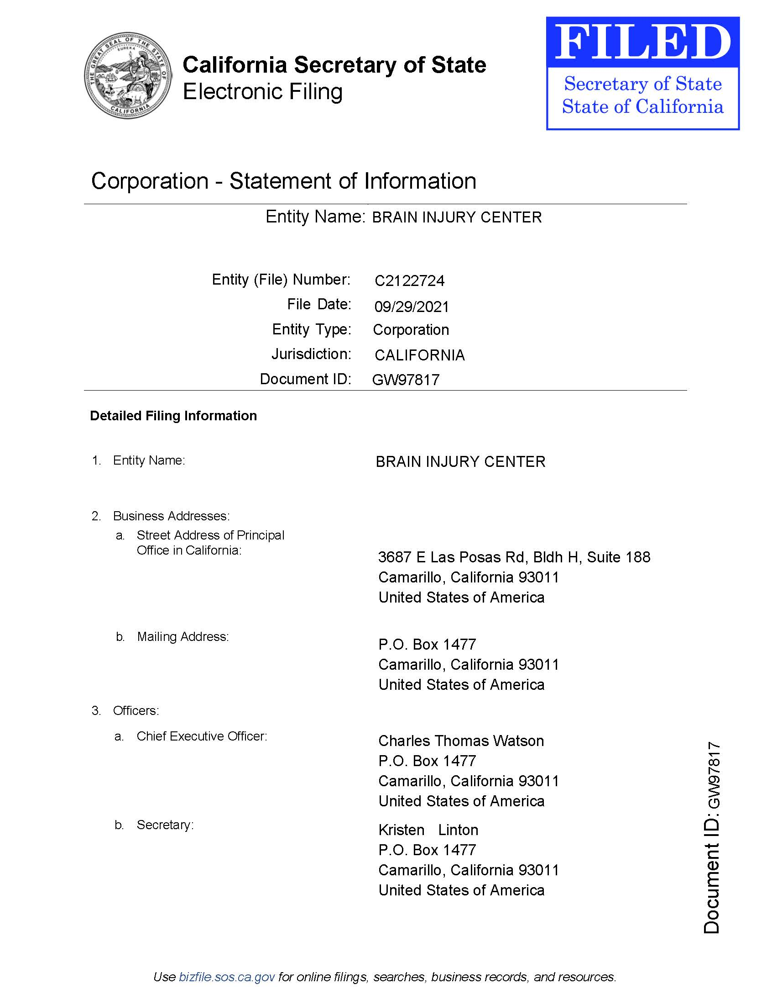 THE GREAT SEAL OF THE STATE OF CALIFORNIA
EUREKA
California Secretary of State
Electronic Filing
FILED
Secretary of State
State of California
Corporation - Statement of Information
Entity Name: BRAIN INJURY CENTER
Entity (File) Number: C2122724
File Date: 09/29/2021
Entity Type: Corporation
Jurisdiction: CALIFORNIA
Document ID: GW97817
Detailed Filing Information
1. Entity Name: BRAIN INJURY CENTER
2. Business Addresses:
a. Street Address of Principal
Office in California:
3687 E Las Posas Rd, Bldh H, Suite 188
Camarillo, California 93011
United States of America
b. Mailing Address:
P.O. Box 1477
Camarillo, California 93011
United States of America
3. Officers:
a. Chief Executive Officer:
Charles Thomas Watson
P.O. Box 1477
Camarillo, California 93011
United States of America
b. Secretary:
Kristen Linton
P.O. Box 1477
Camarillo, California 93011
United States of America
Document ID: GW97817
Use bizfile.sos.ca.gov for online filings, searches, business records, and resources.